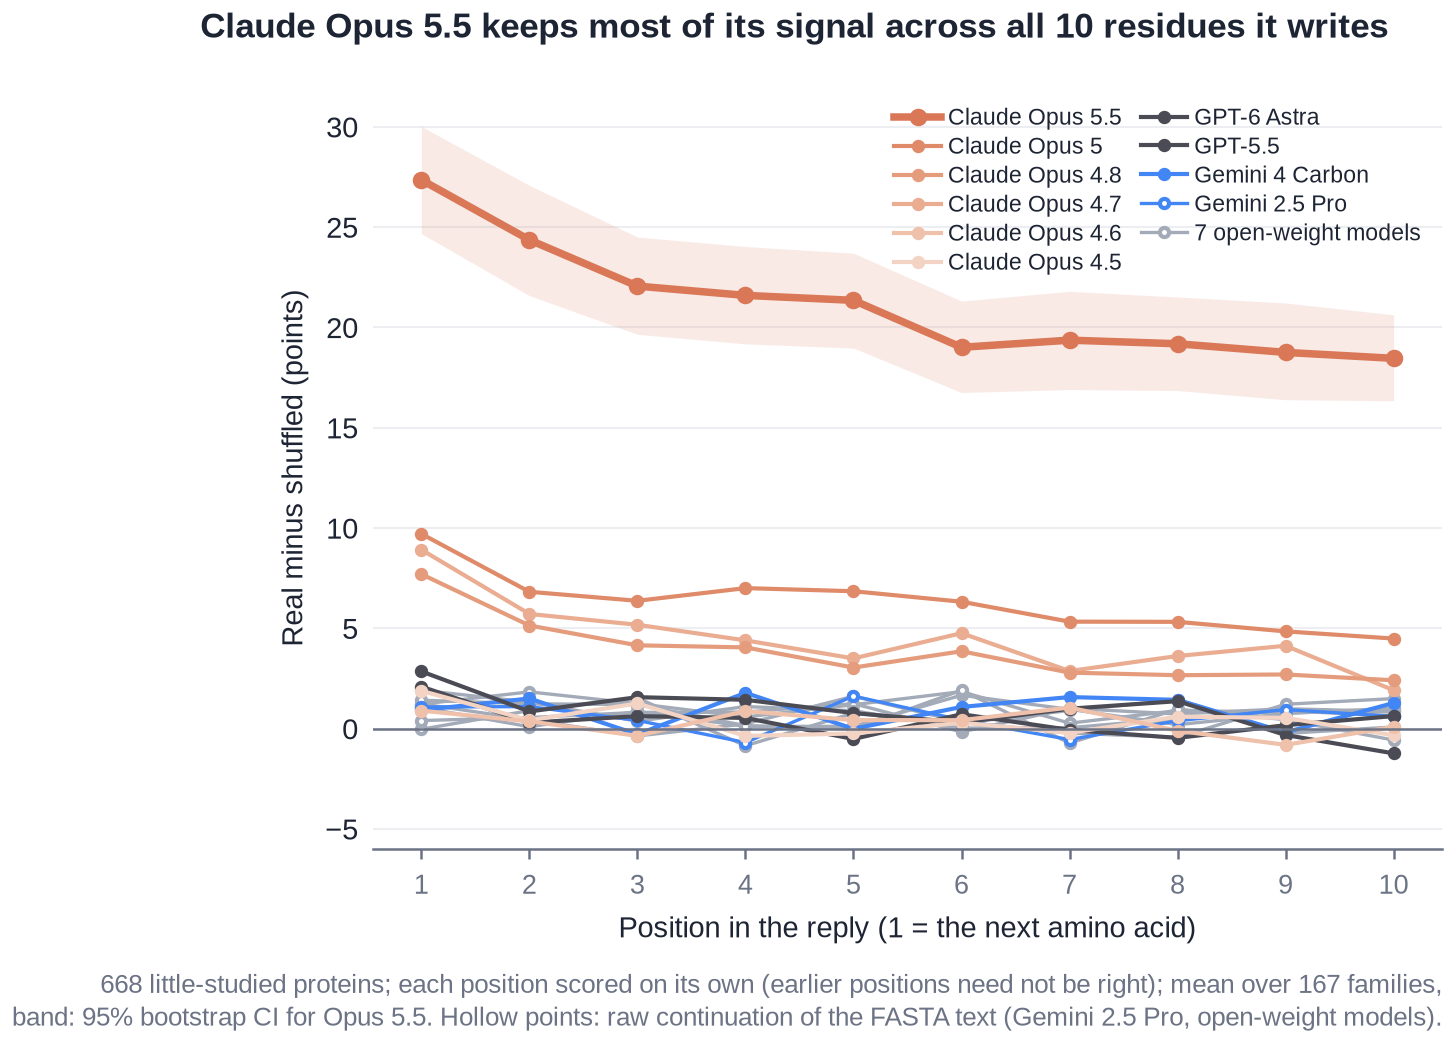 Claude Opus 5.5 keeps most of its signal across all 10 residues it writes
Claude Opus 5.5
Claude Opus 5
Claude Opus 4.8
Claude Opus 4.7
Claude Opus 4.6
Claude Opus 4.5
GPT-6 Astra
GPT-5.5
Gemini 4 Carbon
Gemini 2.5 Pro
7 open-weight models
Real minus shuffled (points)
30
25
20
15
10
5
0
−5
1 2 3 4 5 6 7 8 9 10
Position in the reply (1 = the next amino acid)
668 little-studied proteins; each position scored on its own (earlier positions need not be right); mean over 167 families,
band: 95% bootstrap CI for Opus 5.5. Hollow points: raw continuation of the FASTA text (Gemini 2.5 Pro, open-weight models).